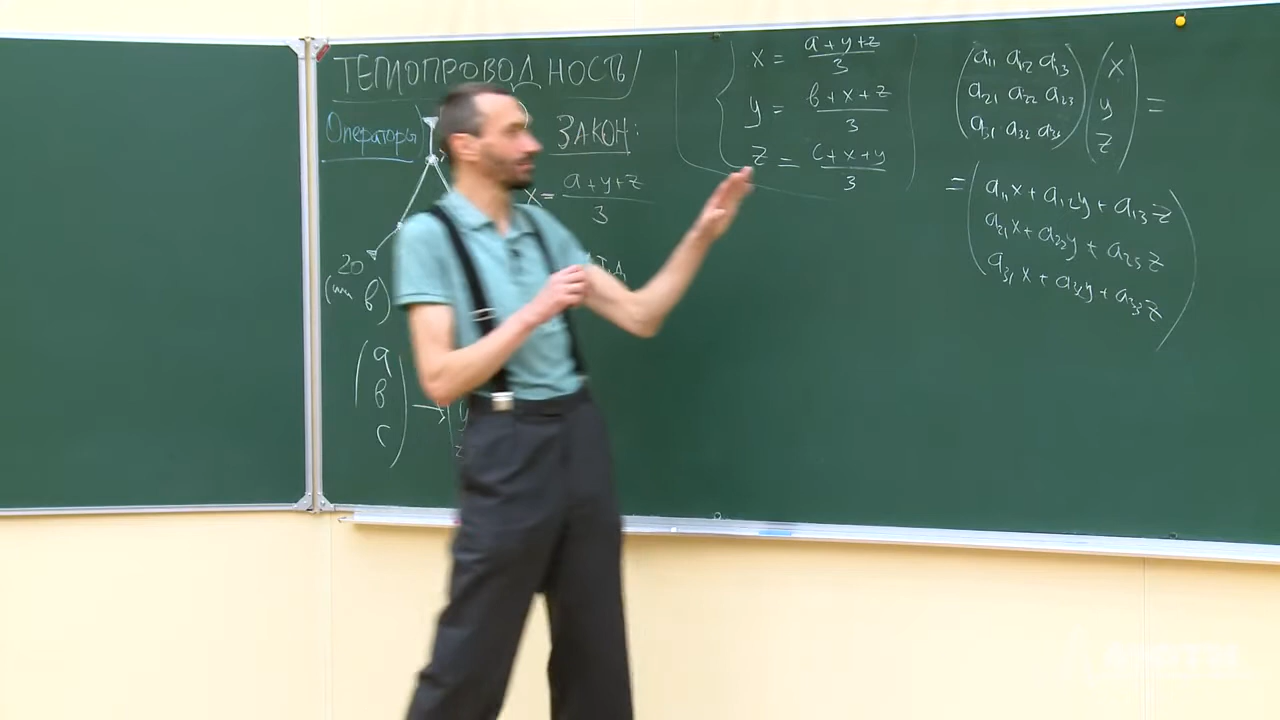 ТЕПЛОПРОВОДНОСТЬ
Операторы
ЗАКОН:
x = a+y+z / 3
20
b)
(a
b
c) →
x = a+y+z / 3
y = b+x+z / 3
z = c+x+y / 3
(a₁₁ a₁₂ a₁₃) (x
a₂₁ a₂₂ a₂₃ y =
a₃₁ a₃₂ a₃₃ z)
= (a₁₁x + a₁₂y + a₁₃z
a₂₁x + a₂₂y + a₂₃z
a₃₁x + a₃₂y + a₃₃z)